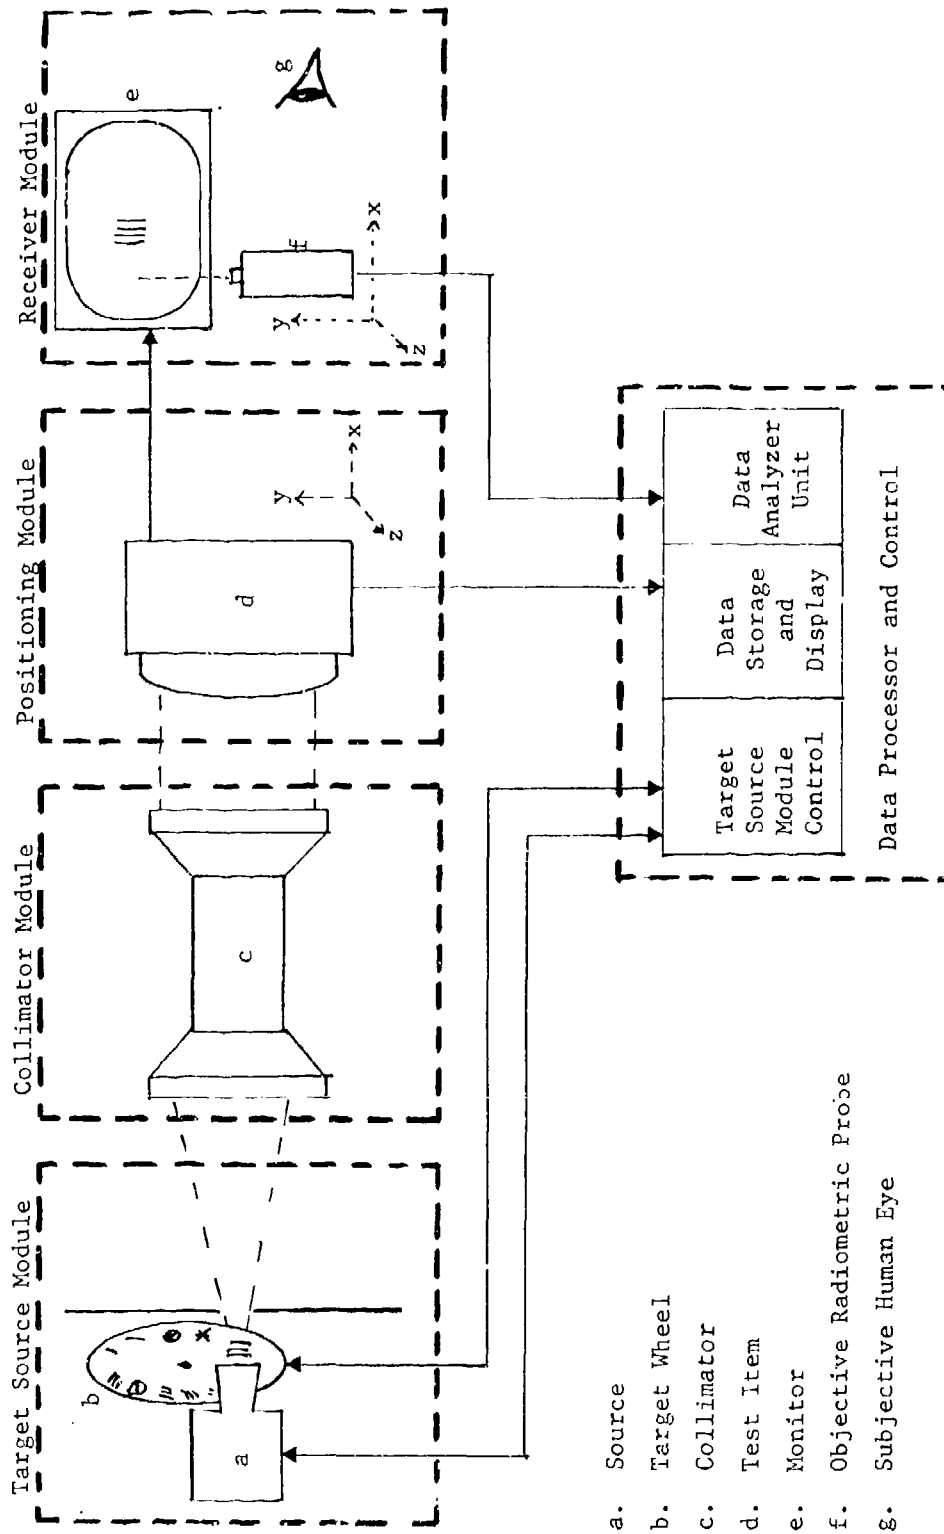 Target Source Module
Collimator Module
Positioning Module
Receiver Module
b
a
c
d
y
x
z
e
f
g
y
x
z
Target
Source
Module
Control
Data
Storage
and
Display
Data
Analyzer
Unit
Data Processor and Control
a. Source
b. Target Wheel
c. Collimator
d. Test Item
e. Monitor
f. Objective Radiometric Probe
g. Subjective Human Eye